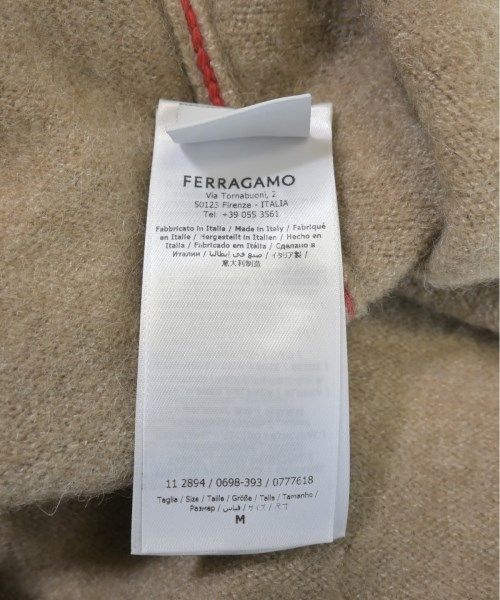 FERRAGAMO
Via Tornabuoni, 2
50123 Firenze - ITALIA
Tel +39 055 3561
Fabbricato in Italia / Made in Italy / Fabriqué
en Italie / Hergestellt in Italien / Hecho en
Italia / Fabricado em Itália / Сделано в
Италии / صنع في إيطاليا / イタリア製 /
意大利制造
11 2894 / 0698-393 / 0777618
Taglia / Size / Taille / Größe / Talla / Tamanho /
Размер / قياس / サイズ / 尺寸
M